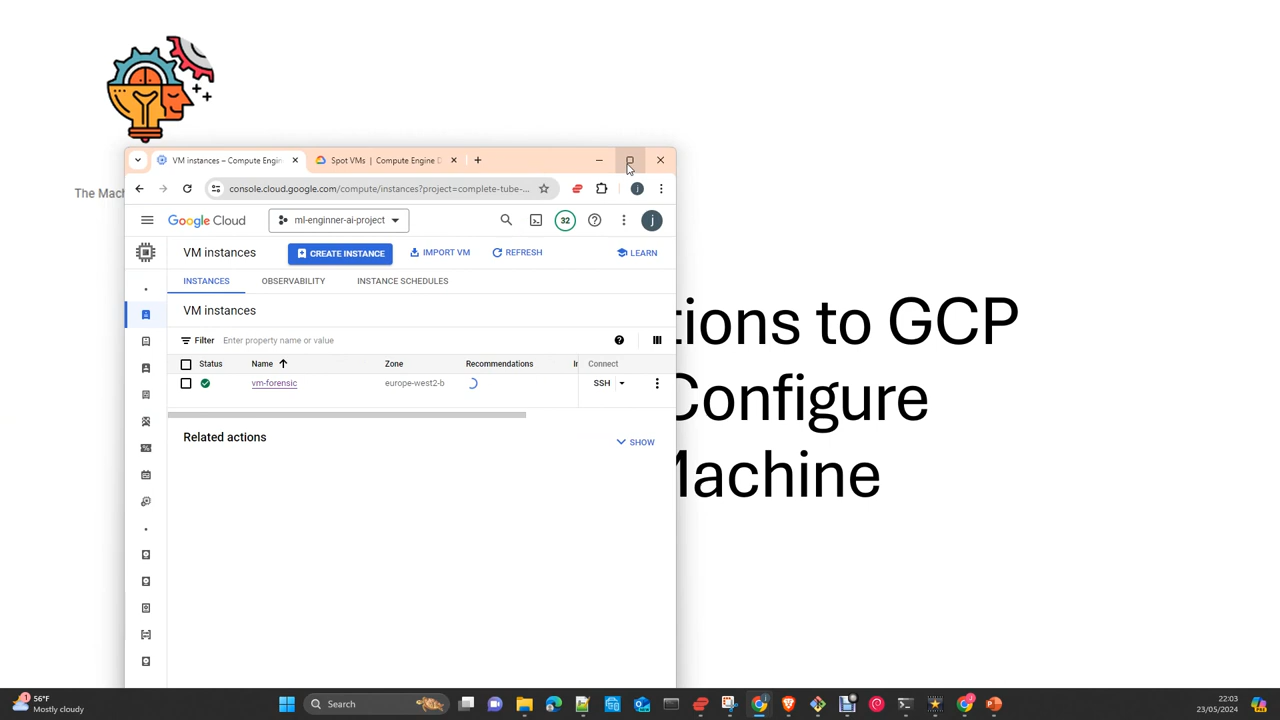 The Mach
tions to GCP
Configure
Machine
VM instances – Compute Engin
Spot VMs | Compute Engine D
console.cloud.google.com/compute/instances?project=complete-tube-...
Google Cloud
ml-enginner-ai-project
32
j
VM instances
CREATE INSTANCE
IMPORT VM
REFRESH
LEARN
INSTANCES
OBSERVABILITY
INSTANCE SCHEDULES
VM instances
Filter
Enter property name or value
Status
Name
Zone
Recommendations
In
Connect
vm-forensic
europe-west2-b
SSH
Related actions
SHOW
1
56°F
Mostly cloudy
Search
22:03
23/05/2024